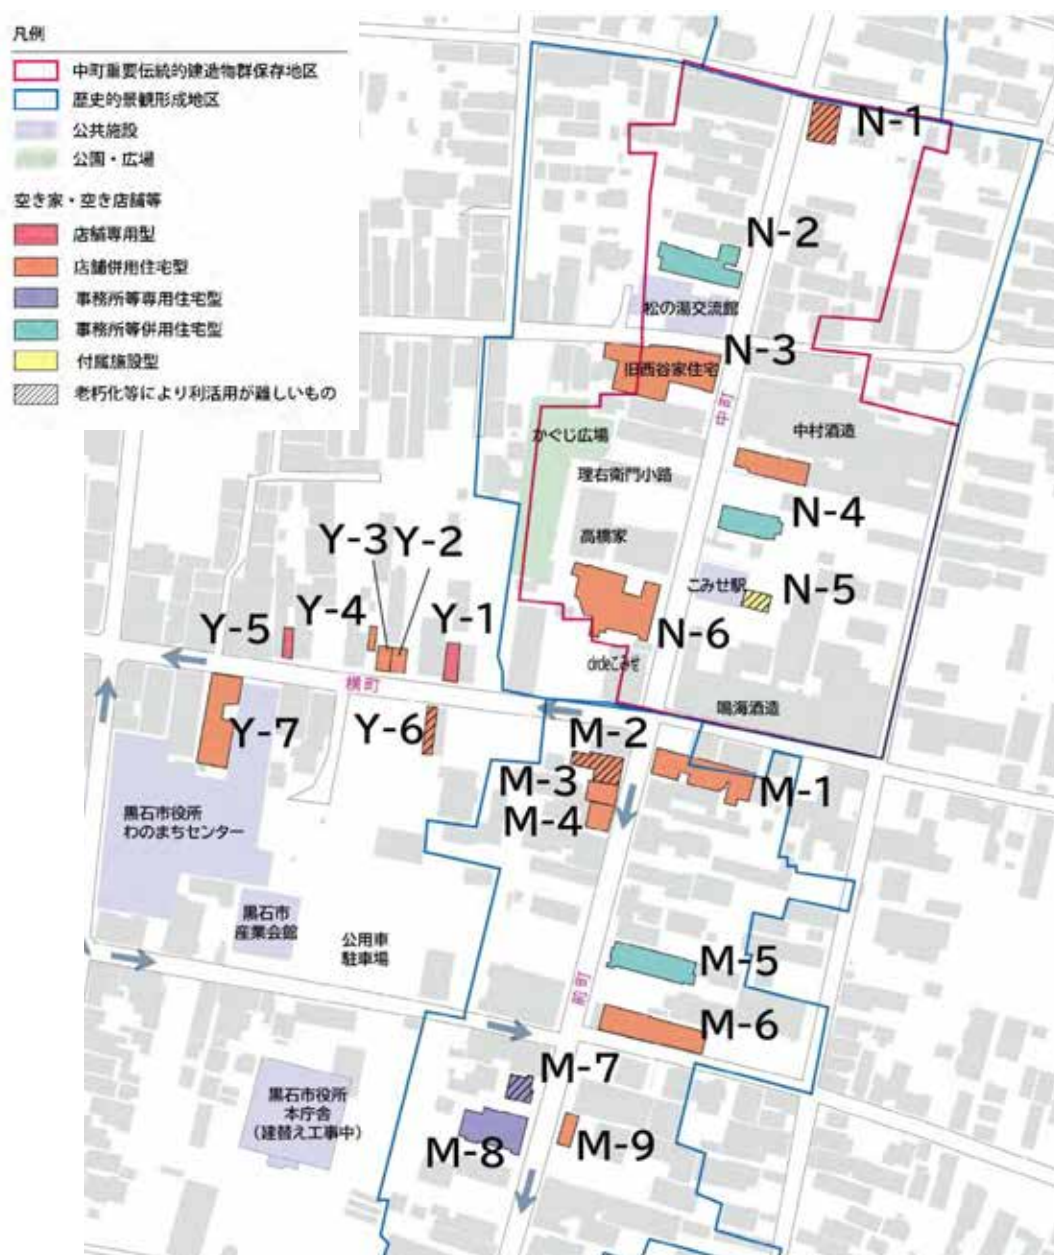 凡例
中町重要伝統的建造物群保存地区
歴史的景観形成地区
公共施設
公園・広場
空き家・空き店舗等
店舗専用型
店舗併用住宅型
事務所等専用住宅型
事務所等併用住宅型
付属施設型
老朽化等により利活用が難しいもの
N-1
N-2
松の湯交流館
N-3
旧西谷家住宅
中町
かぐじ広場
中村酒造
理右衛門小路
N-4
高橋家
こみせ駅
N-5
N-6
Y-3
Y-2
Y-4
Y-5
Y-1
横町
鳴海酒造
Y-6
Y-7
M-2
M-3
M-4
M-1
黒石市役所
わのまちセンター
黒石市
産業会館
公用車
駐車場
M-5
前町
M-6
M-7
黒石市役所
本庁舎
（建替え工事中）
M-8
M-9